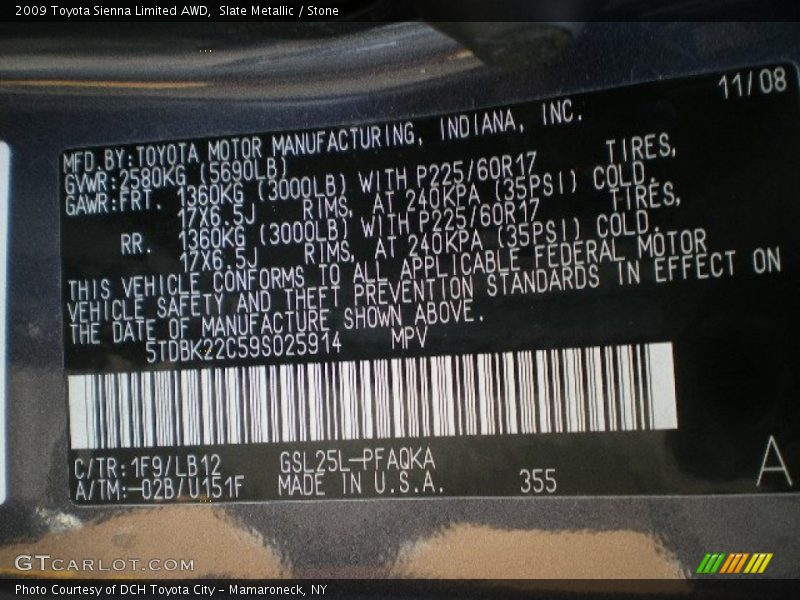 2009 Toyota Sienna Limited AWD, Slate Metallic / Stone
11/08
MFD. BY: TOYOTA MOTOR MANUFACTURING, INDIANA, INC.
GVWR: 2580KG (5690LB)
GAWR: FRT. 1360KG (3000LB) WITH P225/60R17 TIRES,
17X6.5J RIMS, AT 240KPA (35PSI) COLD.
RR. 1360KG (3000LB) WITH P225/60R17 TIRES,
17X6.5J RIMS, AT 240KPA (35PSI) COLD.
THIS VEHICLE CONFORMS TO ALL APPLICABLE FEDERAL MOTOR
VEHICLE SAFETY AND THEFT PREVENTION STANDARDS IN EFFECT ON
THE DATE OF MANUFACTURE SHOWN ABOVE.
5TDBK22C59S025914 MPV
C/TR: 1F9/LB12 GSL25L-PFAQKA
A/TM: -02B/U151F MADE IN U.S.A. 355
A
GTCARLOT.COM
Photo Courtesy of DCH Toyota City - Mamaroneck, NY